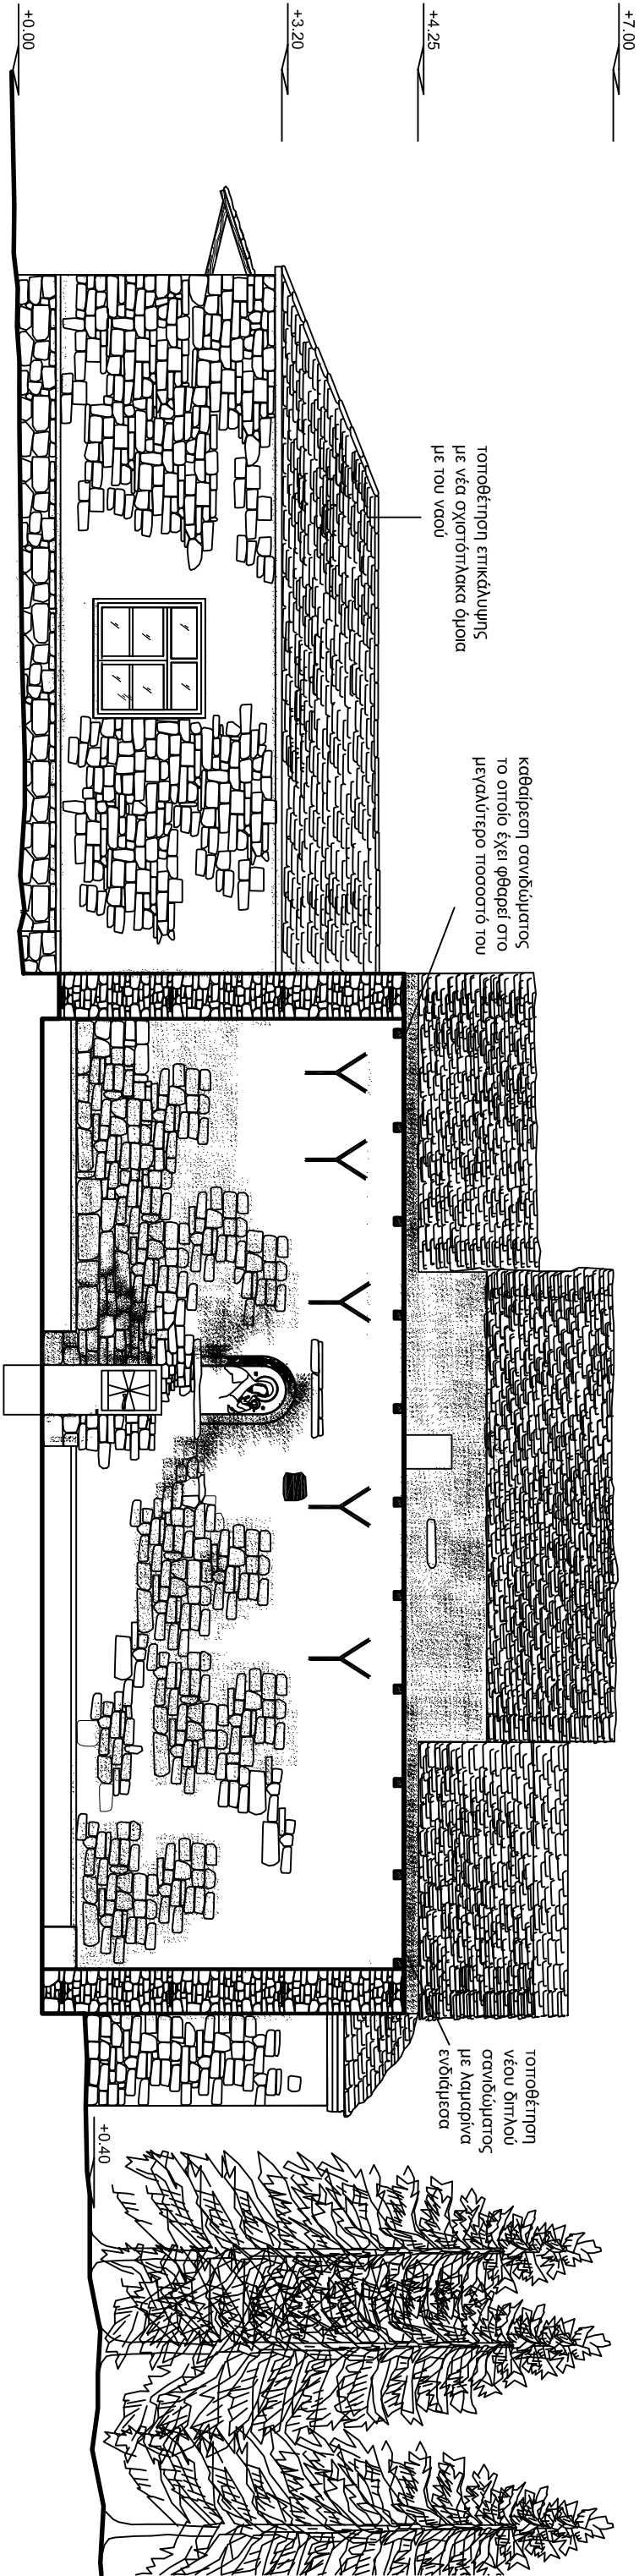 +7.00
+4.25
+3.20
+0.00
τοποθέτηση επικάλυψης
με νέα σχιστόπλακα όμοια
με του ναού
καθαίρεση σανιδώματος
το οποίο έχει φθαρεί στο
μεγαλύτερο ποσοστό του
τοποθέτηση
νέου διπλού
σανιδώματος
με λαμαρίνα
ενδιάμεσα
+0.40